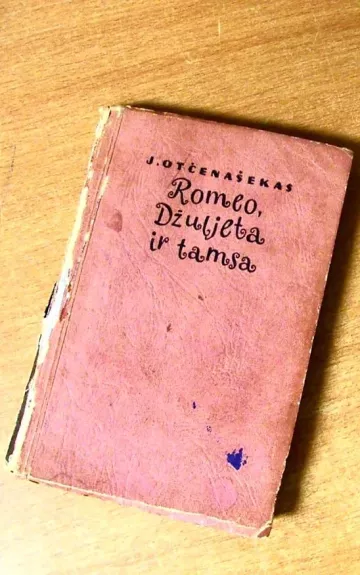 J. OTČENAŠEKAS
Romeo,
Džuljeta
ir tamsa